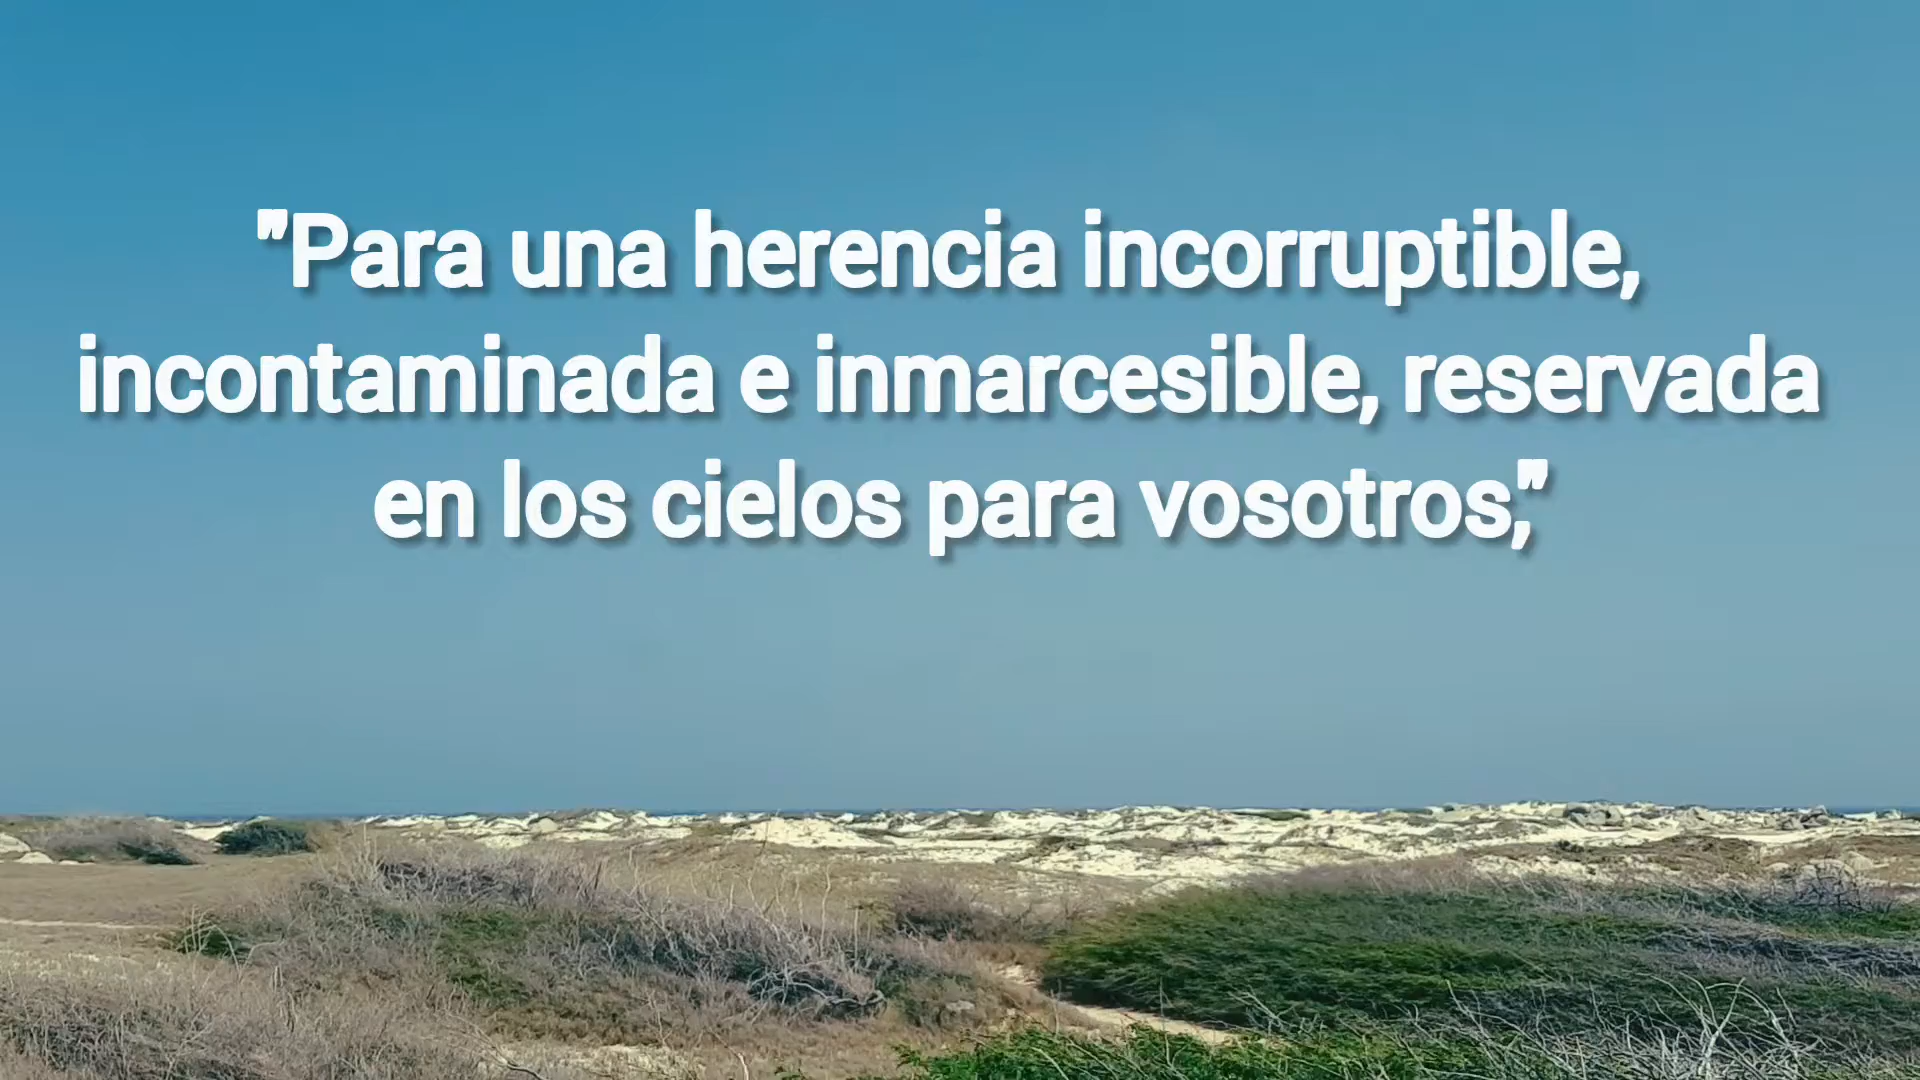 "Para una herencia incorruptible,
incontaminada e inmarcesible, reservada
en los cielos para vosotros,"